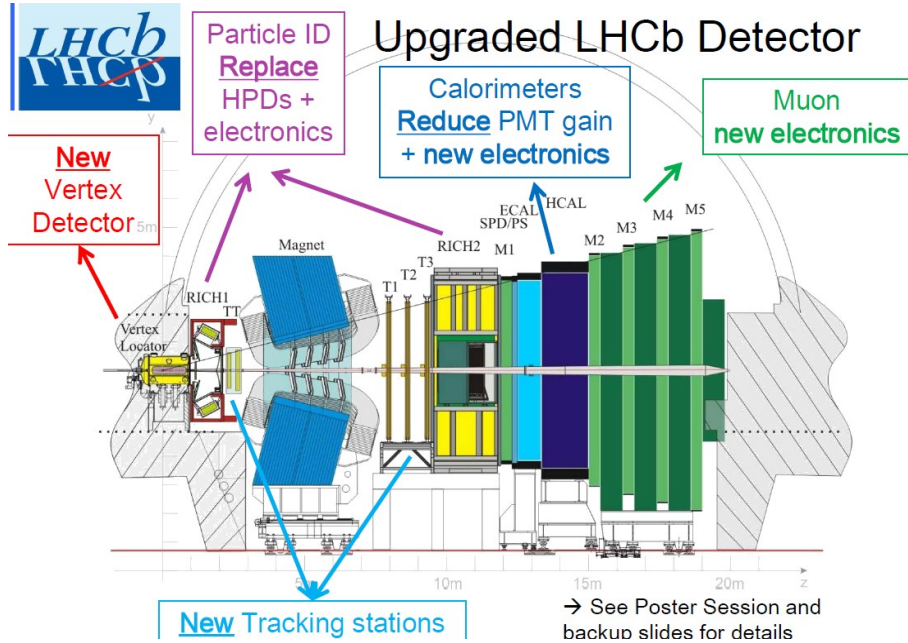 LHCb
LHCb
Upgraded LHCb Detector
Particle ID
Replace
HPDs +
electronics
Calorimeters
Reduce PMT gain
+ new electronics
Muon
new electronics
New
Vertex
Detector
y
5m
Vertex
Locator
RICH1
TT
Magnet
T1
T2
T3
RICH2
M1
SPD/PS
ECAL
HCAL
M2
M3
M4
M5
5m
10m
15m
20m
z
New Tracking stations
→ See Poster Session and
backup slides for details